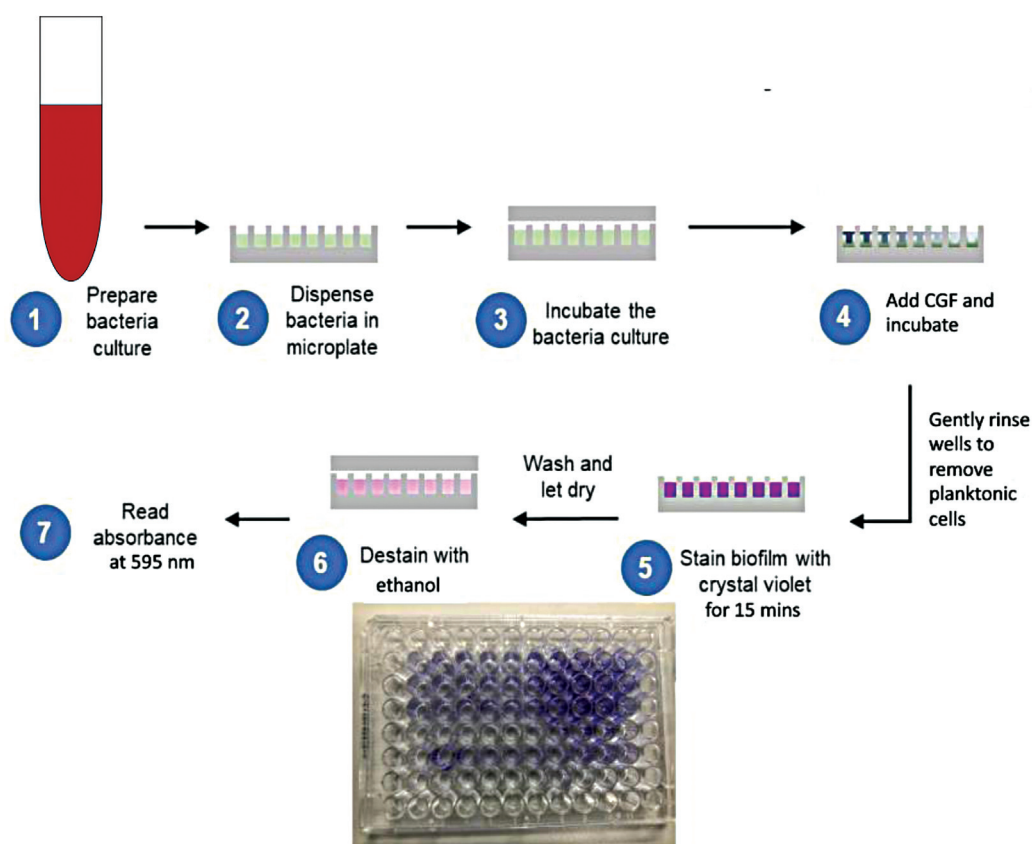 1
Prepare
bacteria
culture
2
Dispense
bacteria in
microplate
3
Incubate the
bacteria culture
4
Add CGF and
incubate
Gently rinse
wells to
remove
planktonic
cells
5
Stain biofilm with
crystal violet
for 15 mins
Wash and
let dry
6
Destain with
ethanol
7
Read
absorbance
at 595 nm